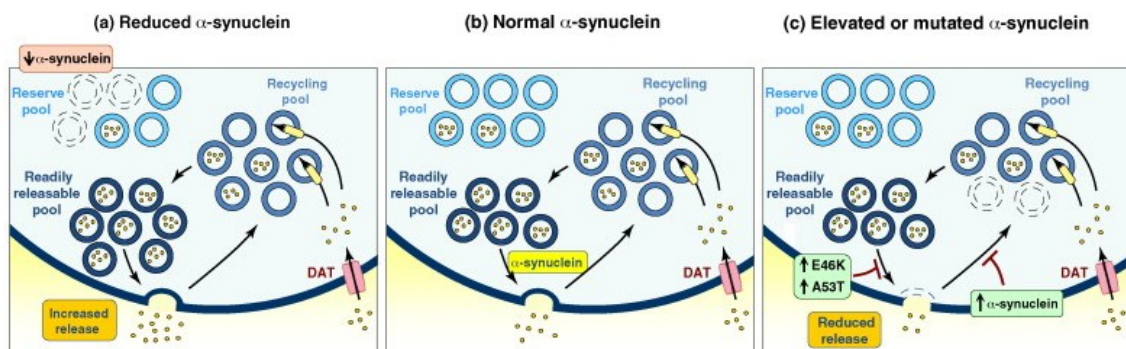 (a) Reduced α-synuclein
↓α-synuclein
Reserve
pool
Recycling
pool
Readily
releasable
pool
DAT
Increased
release
(b) Normal α-synuclein
Reserve
pool
Recycling
pool
Readily
releasable
pool
α-synuclein
DAT
(c) Elevated or mutated α-synuclein
Reserve
pool
Recycling
pool
Readily
releasable
pool
↑ E46K
↑ A53T
DAT
↑ α-synuclein
Reduced
release